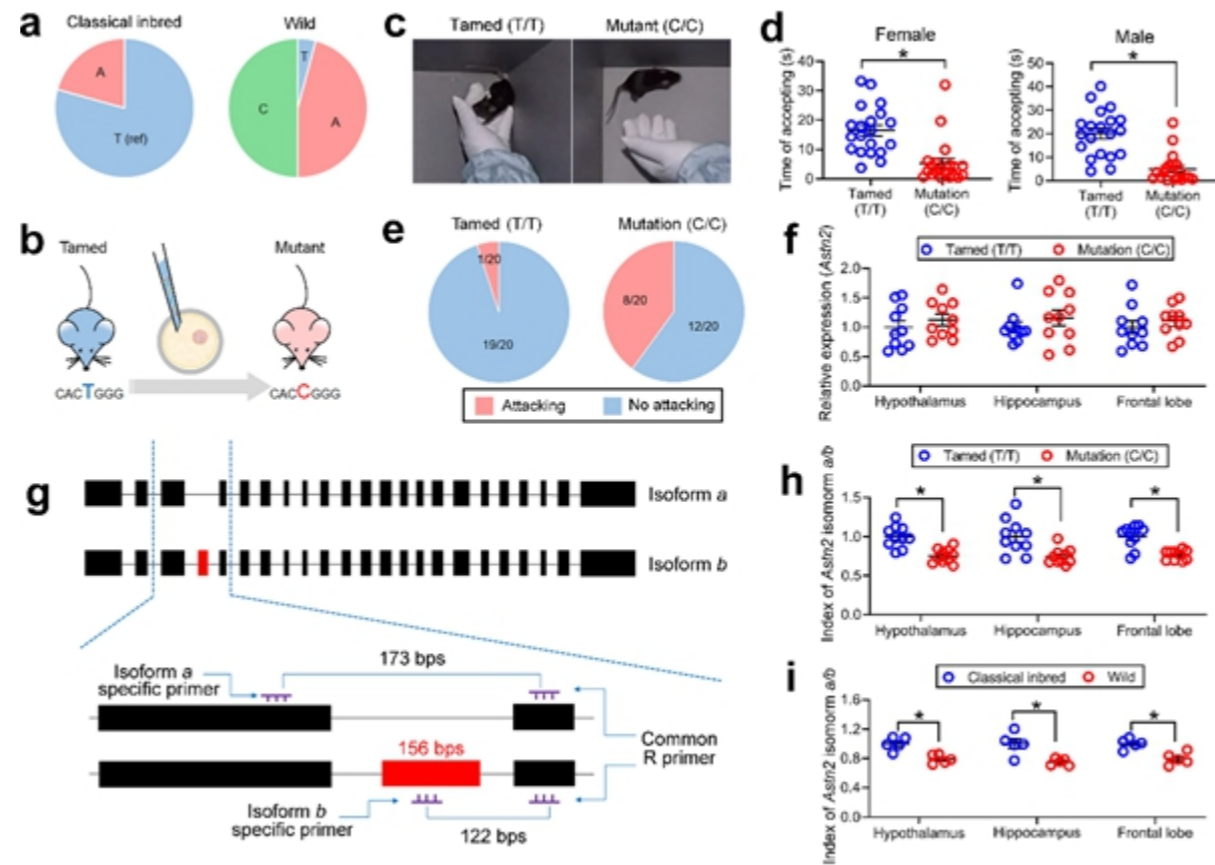 a
Classical inbred
Wild
A
T (ref)
T
C
A
b
Tamed
Mutant
CACTGGG
CACCGGG
c
Tamed (T/T)
Mutant (C/C)
d
Female
Male
*
*
Time of accepting (s)
40
30
20
10
0
Tamed
(T/T)
Mutation
(C/C)
Time of accepting (s)
50
40
30
20
10
0
Tamed
(T/T)
Mutation
(C/C)
e
Tamed (T/T)
Mutation (C/C)
1/20
19/20
8/20
12/20
Attacking
No attacking
f
Tamed (T/T)
Mutation (C/C)
Relative expression (Astn2)
2.0
1.5
1.0
0.5
0.0
Hypothalamus
Hippocampus
Frontal lobe
g
Isoform a
Isoform b
Isoform a
specific primer
173 bps
156 bps
Common
R primer
Isoform b
specific primer
122 bps
h
Tamed (T/T)
Mutation (C/C)
Index of Astn2 isomorm a/b
1.5
1.0
0.5
0.0
*
*
*
Hypothalamus
Hippocampus
Frontal lobe
i
Classical inbred
Wild
Index of Astn2 isomorm a/b
1.6
1.2
0.8
0.4
0.0
*
*
*
Hypothalamus
Hippocampus
Frontal lobe